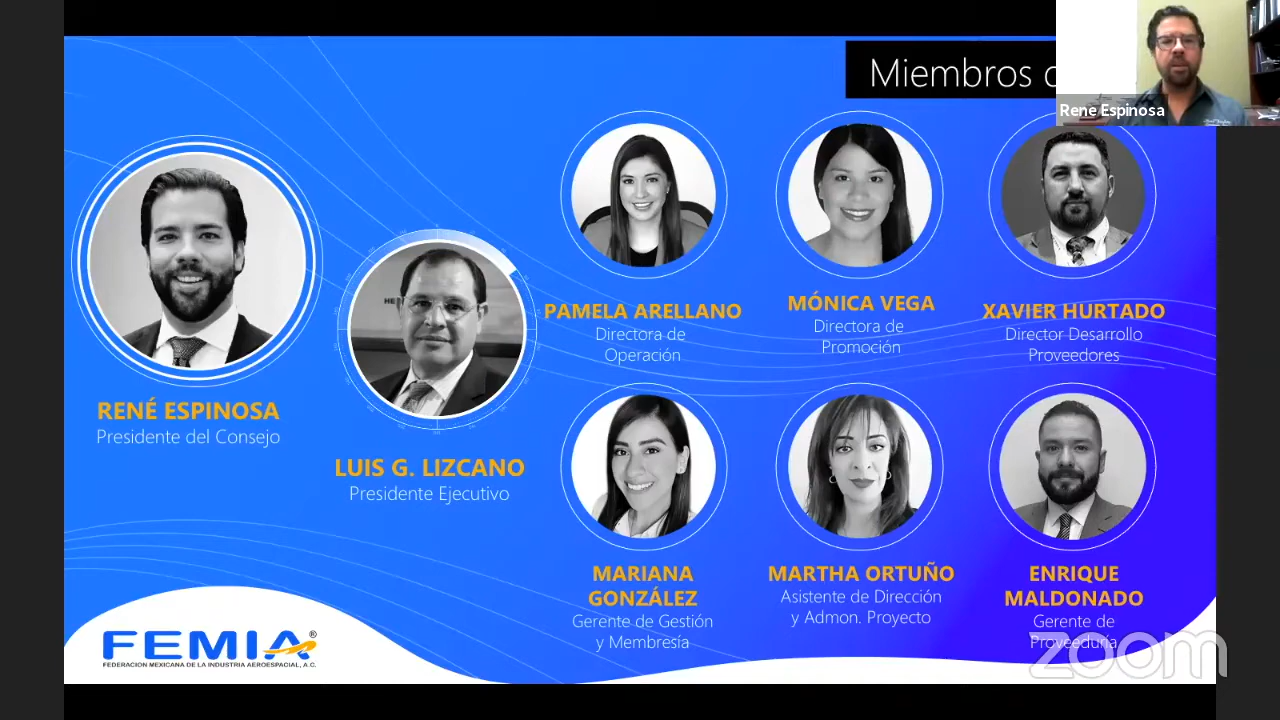 Miembros
Rene Espinosa
RENÉ ESPINOSA
Presidente del Consejo
LUIS G. LIZCANO
Presidente Ejecutivo
PAMELA ARELLANO
Directora de
Operación
MÓNICA VEGA
Directora de
Promoción
XAVIER HURTADO
Director Desarrollo
Proveedores
MARIANA
GONZÁLEZ
Gerente de Gestión
y Membresía
MARTHA ORTUÑO
Asistente de Dirección
y Admon. Proyecto
ENRIQUE
MALDONADO
Gerente de
Proveeduría
FEMIA®
FEDERACION MEXICANA DE LA INDUSTRIA AEROESPACIAL, A.C.
zoom